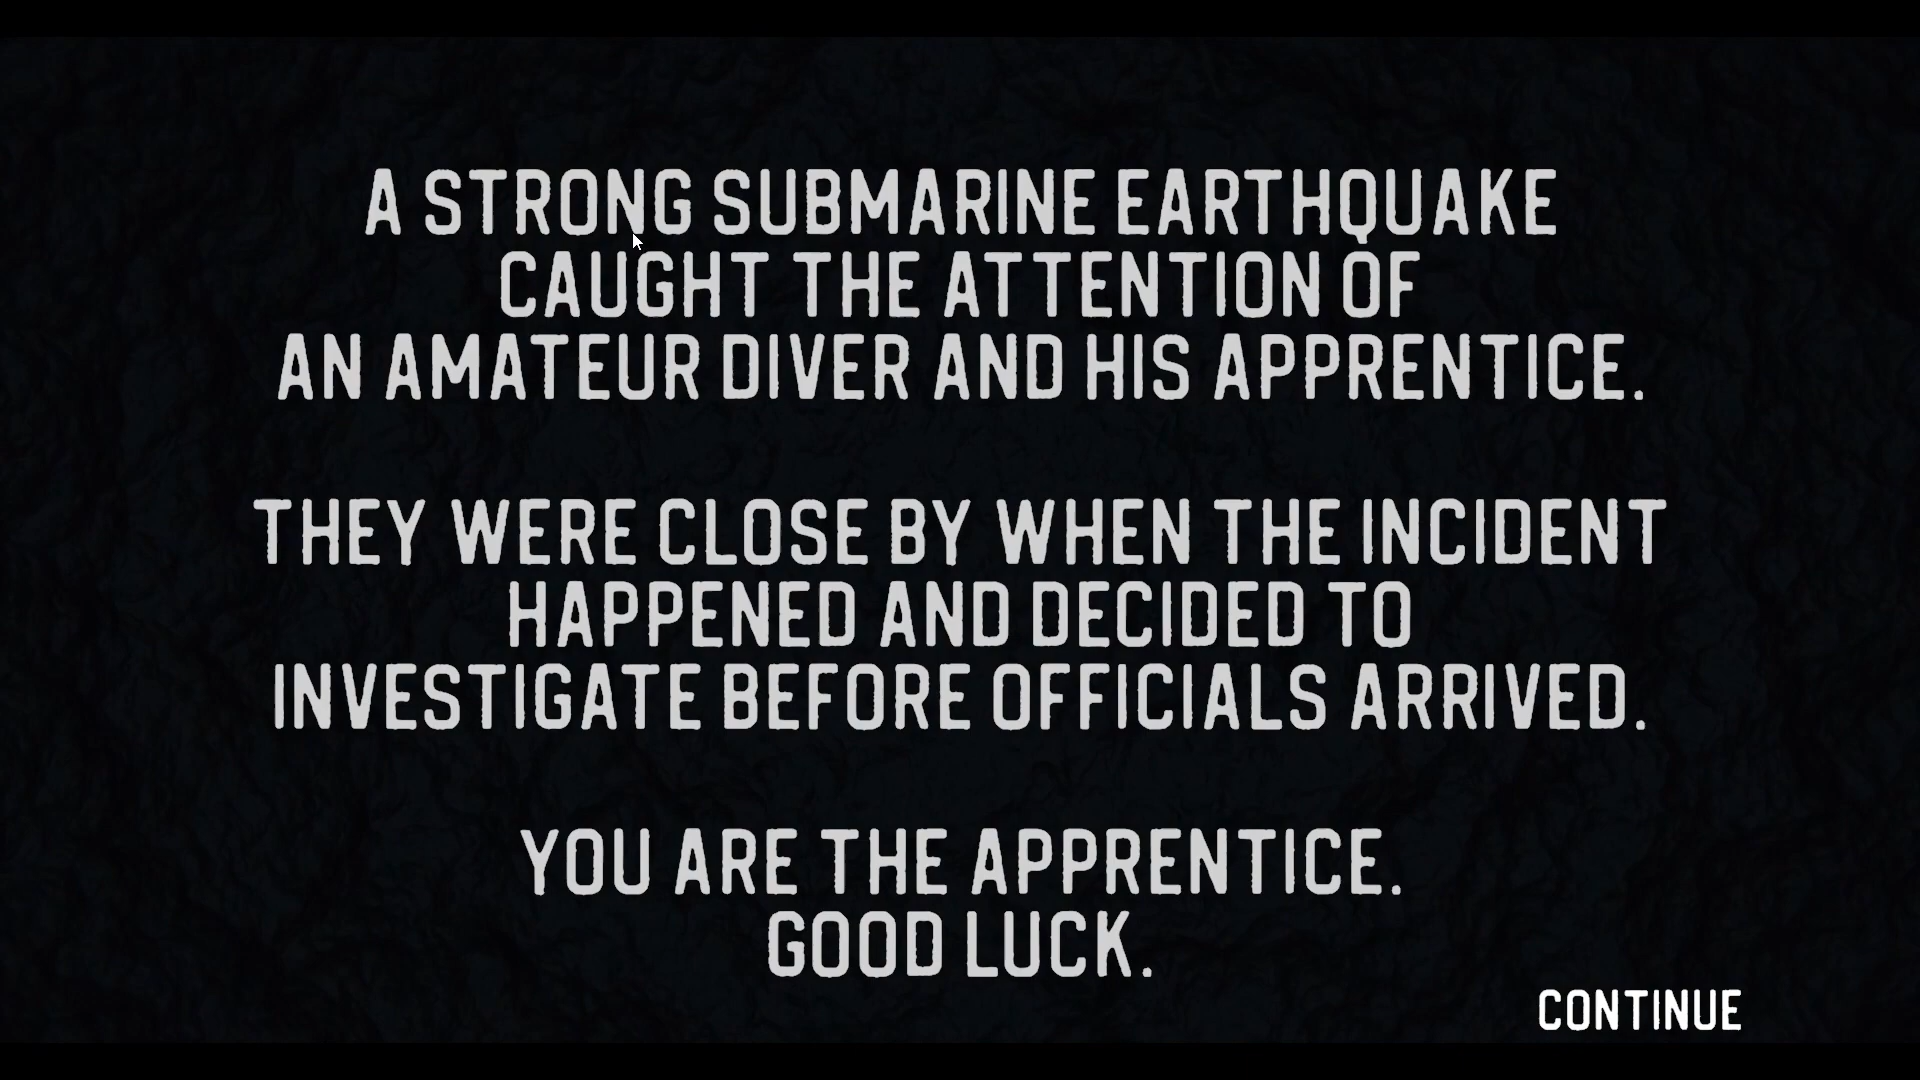 A STRONG SUBMARINE EARTHQUAKE
CAUGHT THE ATTENTION OF
AN AMATEUR DIVER AND HIS APPRENTICE.
THEY WERE CLOSE BY WHEN THE INCIDENT
HAPPENED AND DECIDED TO
INVESTIGATE BEFORE OFFICIALS ARRIVED.
YOU ARE THE APPRENTICE.
GOOD LUCK.
CONTINUE